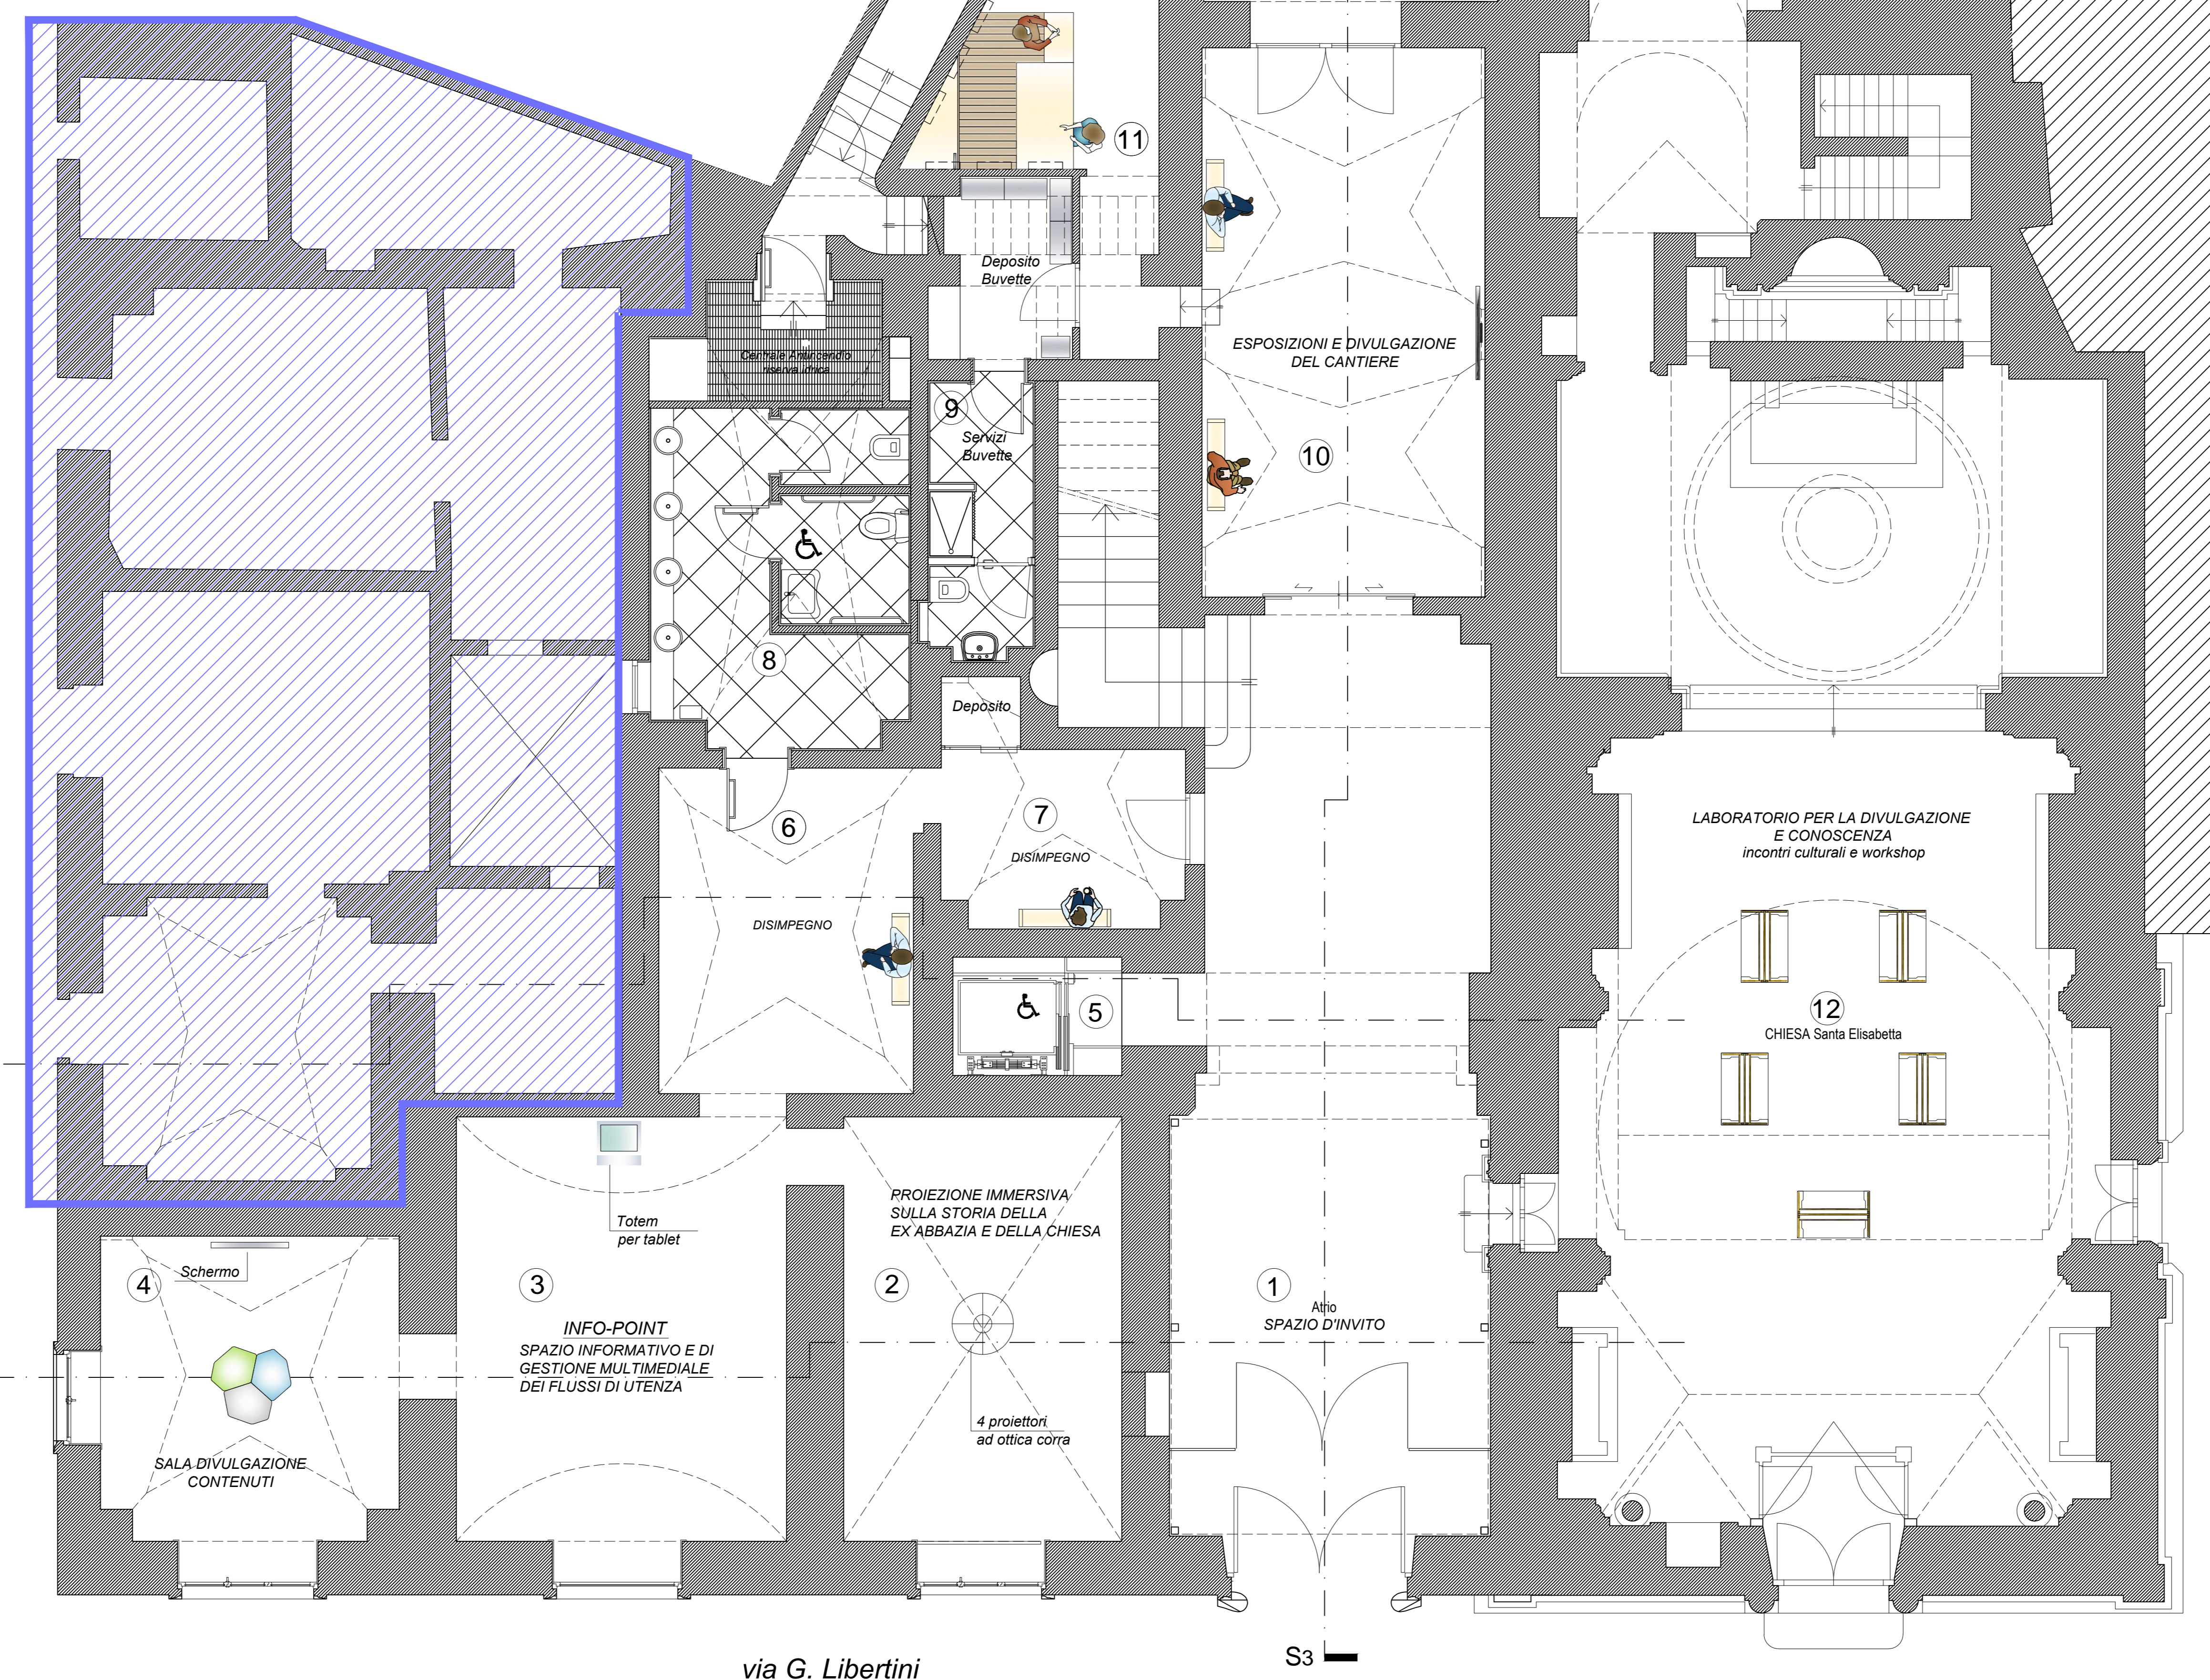 11
Deposito
Buvette
ESPOSIZIONI E DIVULGAZIONE
DEL CANTIERE
Centrale Antincendio
riserva idrica
9
Servizi
Buvette
10
8
Deposito
6
7
DISIMPEGNO
DISIMPEGNO
LABORATORIO PER LA DIVULGAZIONE
E CONOSCENZA
incontri culturali e workshop
5
12
CHIESA Santa Elisabetta
PROIEZIONE IMMERSIVA
SULLA STORIA DELLA
EX ABBAZIA E DELLA CHIESA
Totem
per tablet
Schermo
4
3
2
1
Atrio
SPAZIO D'INVITO
INFO-POINT
SPAZIO INFORMATIVO E DI
GESTIONE MULTIMEDIALE
DEI FLUSSI DI UTENZA
4 proiettori
ad ottica corra
SALA DIVULGAZIONE
CONTENUTI
S3
via G. Libertini